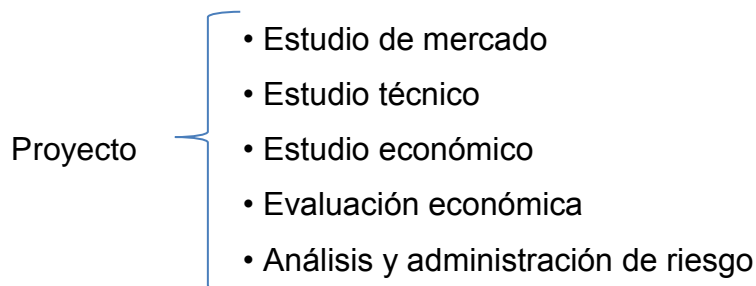 • Estudio de mercado
• Estudio técnico
Proyecto
• Estudio económico
• Evaluación económica
• Análisis y administración de riesgo